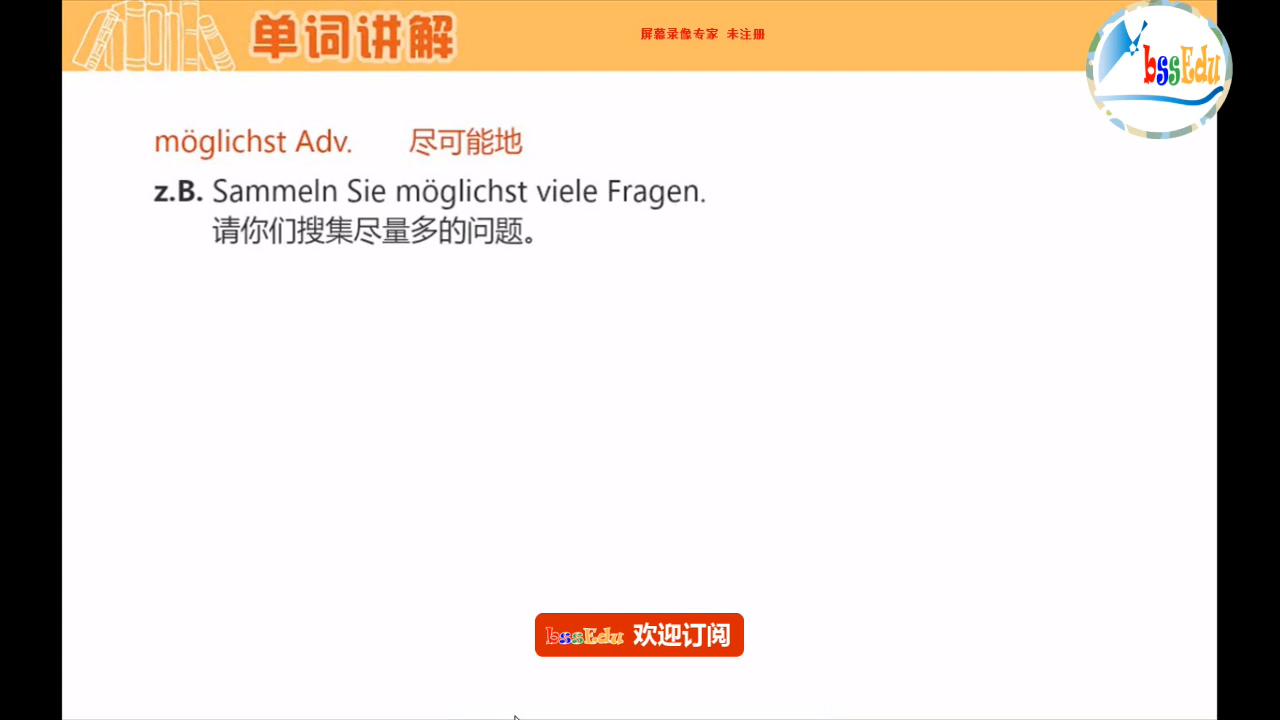 单词讲解
屏幕录像专家 未注册
bssEdu
möglichst Adv. 尽可能地
z.B. Sammeln Sie möglichst viele Fragen.
请你们搜集尽量多的问题。
bssEdu 欢迎订阅